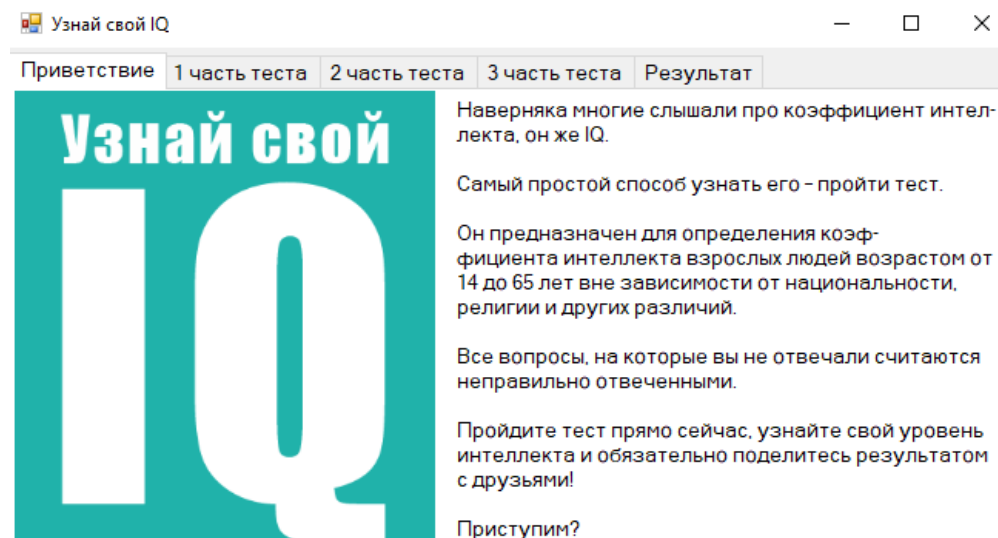 Узнай свой IQ
Приветствие 1 часть теста 2 часть теста 3 часть теста Результат
Узнай свой
IQ
Наверняка многие слышали про коэффициент интел-
лекта, он же IQ.
Самый простой способ узнать его – пройти тест.
Он предназначен для определения коэф-
фициента интеллекта взрослых людей возрастом от
14 до 65 лет вне зависимости от национальности,
религии и других различий.
Все вопросы, на которые вы не отвечали считаются
неправильно отвеченными.
Пройдите тест прямо сейчас, узнайте свой уровень
интеллекта и обязательно поделитесь результатом
с друзьями!
Приступим?